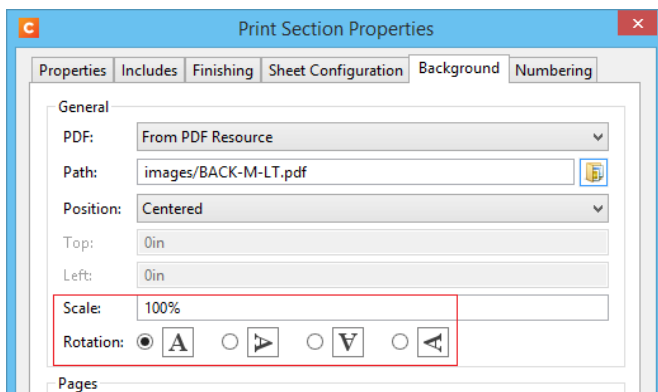 C
Print Section Properties
×
Properties Includes Finishing Sheet Configuration Background Numbering
General
PDF: From PDF Resource
Path: images/BACK-M-LT.pdf
Position: Centered
Top: 0in
Left: 0in
Scale: 100%
Rotation: A A A A
Pages